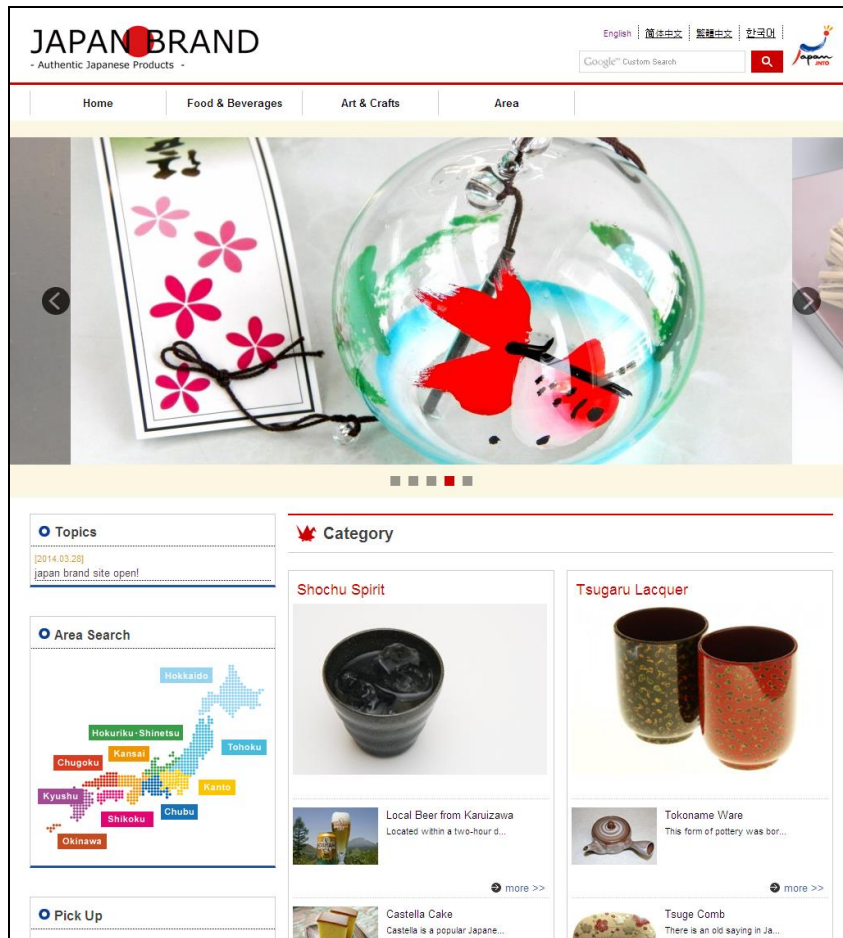 JAPAN BRAND
- Authentic Japanese Products -
English 简体中文 繁體中文 한국어
Google™ Custom Search
Japan
JNTO
Home Food & Beverages Art & Crafts Area
Topics
[2014.03.28]
japan brand site open!
Area Search
Hokkaido
Hokuriku・Shinetsu
Tohoku
Kansai
Chugoku
Kanto
Kyushu
Chubu
Shikoku
Okinawa
Pick Up
Category
Shochu Spirit
Local Beer from Karuizawa
Located within a two-hour d...
more >>
Castella Cake
Castella is a popular Japane...
Tsugaru Lacquer
Tokoname Ware
This form of pottery was bor...
more >>
Tsuge Comb
There is an old saying in Ja...